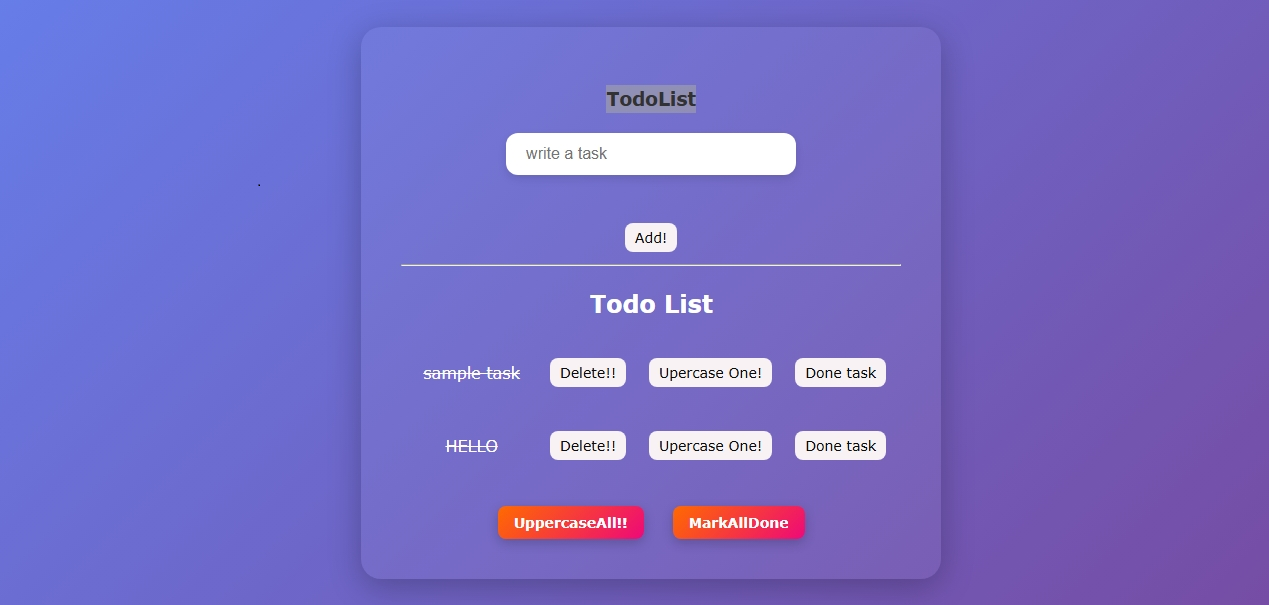 TodoList
write a task
Add!
Todo List
sample task Delete!! Upercase One! Done task
HELLO Delete!! Upercase One! Done task
UppercaseAll!! MarkAllDone